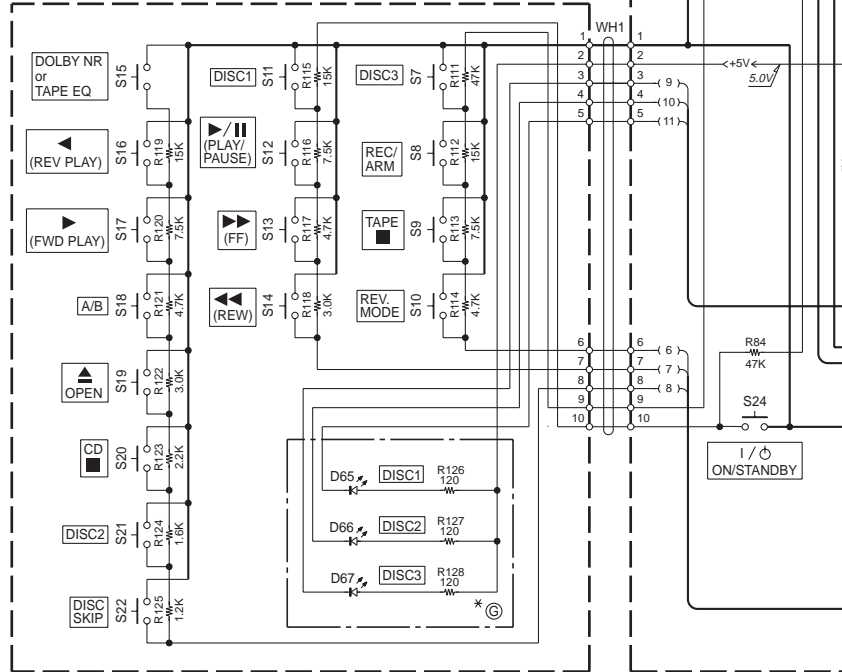 DOLBY NR
or
TAPE EQ
S15
DISC1
S11
R115
15K
DISC3
S7
R111
47K
WH1
1 1
2 2
3 3
4 4
5 5
<+5V<
5.0V
( 9 )
(10)
(11)
(REV PLAY)
S16
R119
15K
(PLAY/
PAUSE)
S12
R116
7.5K
REC/
ARM
S8
R112
15K
(FWD PLAY)
S17
R120
7.5K
(FF)
S13
R117
4.7K
TAPE
S9
R113
7.5K
A/B
S18
R121
4.7K
(REW)
S14
R118
3.0K
REV.
MODE
S10
R114
4.7K
6 6
7 7
8 8
9 9
10 10
( 6 )
( 7 )
( 8 )
R84
47K
S24
I /
ON/STANDBY
OPEN
S19
R122
3.0K
CD
S20
R123
2.2K
DISC2
S21
R124
1.6K
DISC
SKIP
S22
R125
1.2K
D65
DISC1
R126
120
D66
DISC2
R127
120
D67
DISC3
R128
120
* G